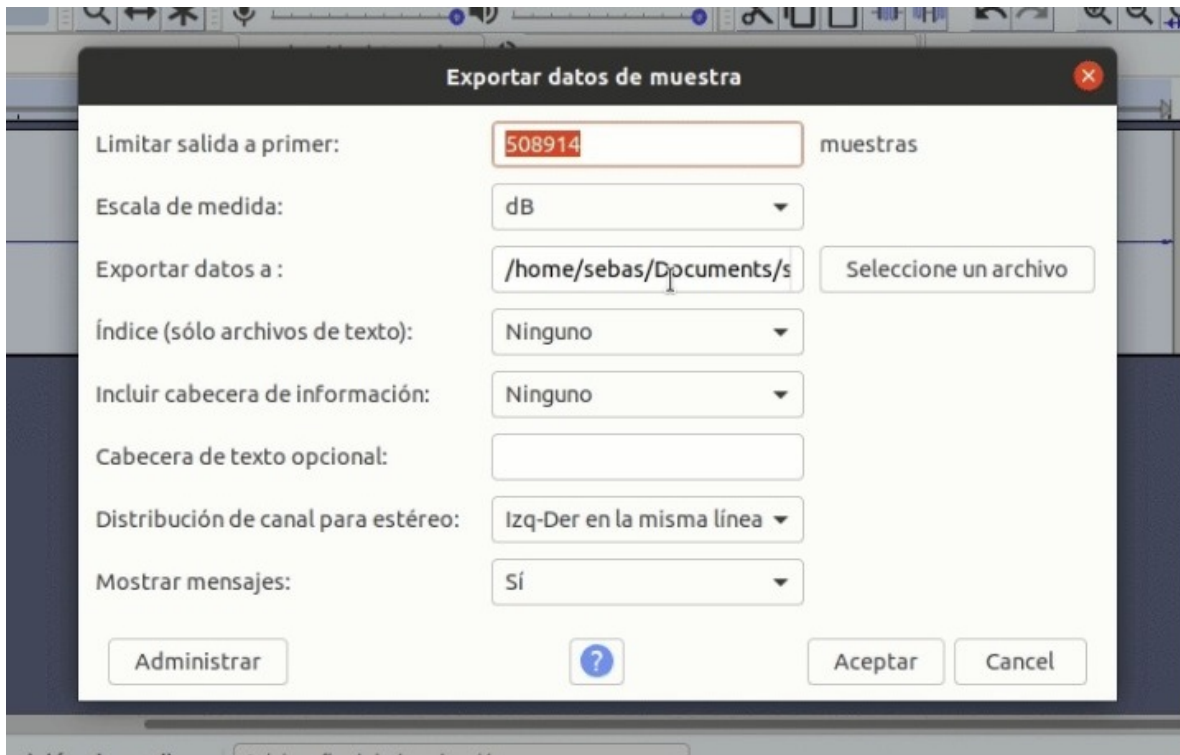 Exportar datos de muestra
Limitar salida a primer: 508914 muestras
Escala de medida: dB
Exportar datos a : /home/sebas/Documents/s Seleccione un archivo
Índice (sólo archivos de texto): Ninguno
Incluir cabecera de información: Ninguno
Cabecera de texto opcional:
Distribución de canal para estéreo: Izq-Der en la misma línea
Mostrar mensajes: Sí
Administrar ? Aceptar Cancel